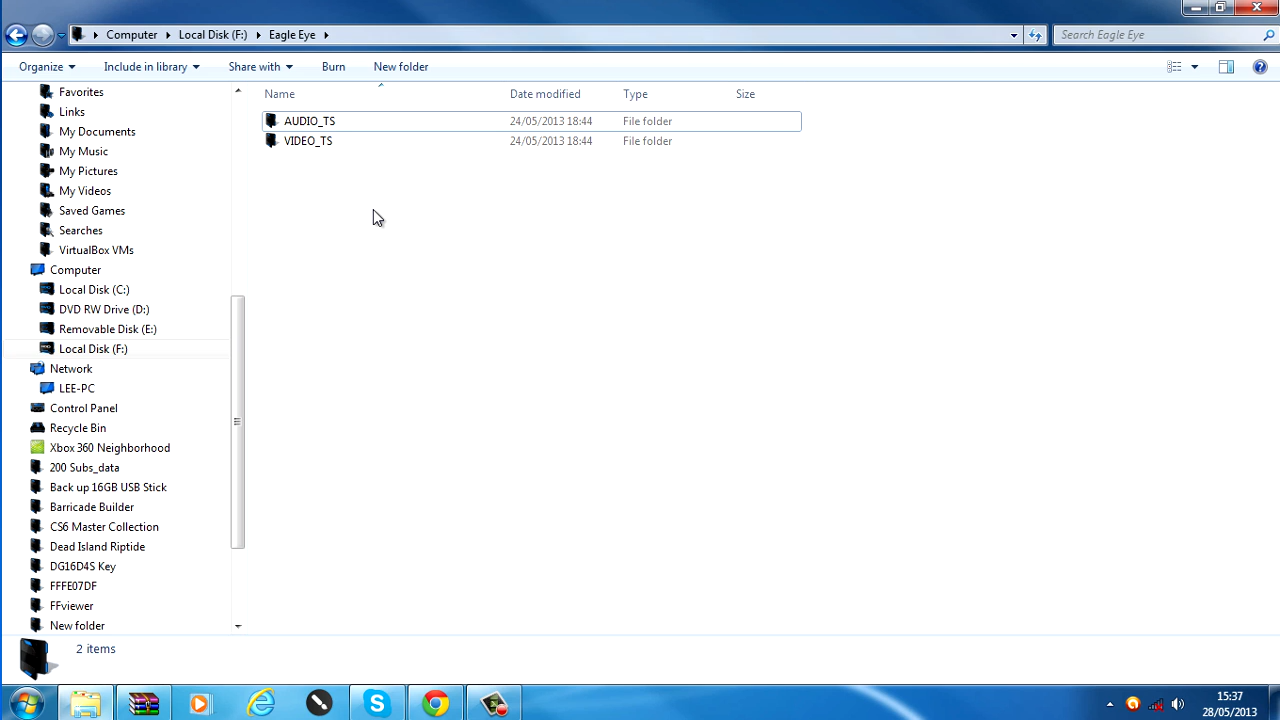 Computer Local Disk (F:) Eagle Eye
Search Eagle Eye
Organize Include in library Share with Burn New folder
Name Date modified Type Size
AUDIO_TS 24/05/2013 18:44 File folder
VIDEO_TS 24/05/2013 18:44 File folder
Favorites
Links
My Documents
My Music
My Pictures
My Videos
Saved Games
Searches
VirtualBox VMs
Computer
Local Disk (C:)
DVD RW Drive (D:)
Removable Disk (E:)
Local Disk (F:)
Network
LEE-PC
Control Panel
Recycle Bin
Xbox 360 Neighborhood
200 Subs_data
Back up 16GB USB Stick
Barricade Builder
CS6 Master Collection
Dead Island Riptide
DG16D4S Key
FFFE07DF
FFviewer
New folder
2 items
15:37
28/05/2013